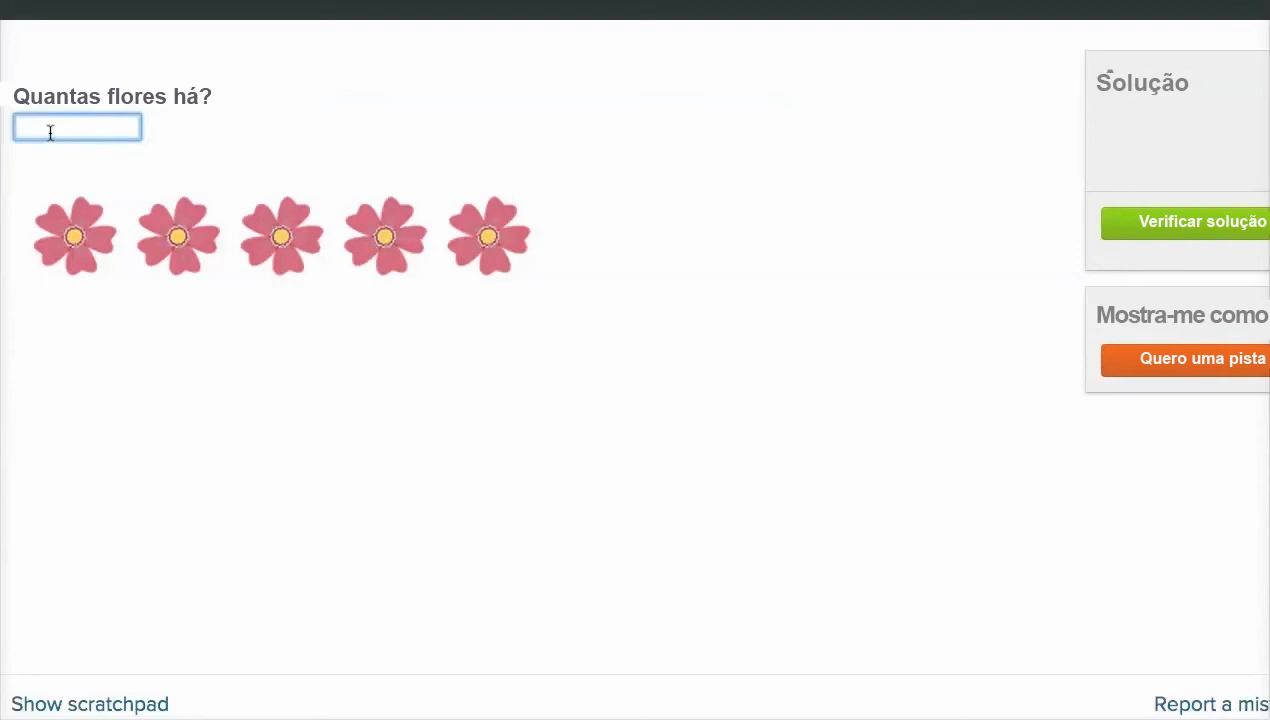 Quantas flores há?
Solução
Verificar solução
Mostra-me como
Quero uma pista
Show scratchpad
Report a mis